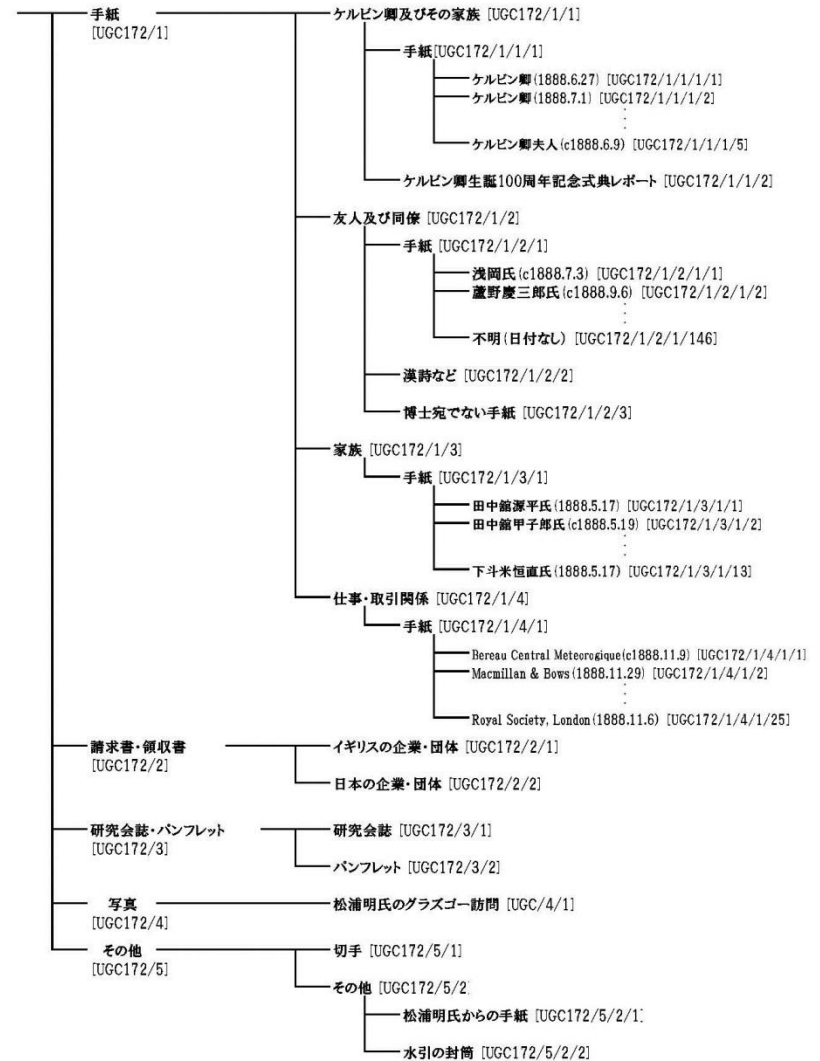 手紙 ケルビン卿及びその家族 [UGC172/1/1]
[UGC172/1]
手紙[UGC172/1/1/1]
ケルビン卿(1888.6.27) [UGC172/1/1/1/1]
ケルビン卿(1888.7.1) [UGC172/1/1/1/2]
ケルビン卿夫人(c1888.6.9) [UGC172/1/1/1/5]
ケルビン卿生誕100周年記念式典レポート [UGC172/1/1/2]
友人及び同僚 [UGC172/1/2]
手紙 [UGC172/1/2/1]
浅岡氏(c1888.7.3) [UGC172/1/2/1/1]
蘆野慶三郎氏(c1888.9.6) [UGC172/1/2/1/2]
不明(日付なし) [UGC172/1/2/1/146]
漢詩など [UGC172/1/2/2]
博士宛でない手紙 [UGC172/1/2/3]
家族 [UGC172/1/3]
手紙 [UGC172/1/3/1]
田中舘源平氏(1888.5.17) [UGC172/1/3/1/1]
田中舘甲子郎氏(c1888.5.19) [UGC172/1/3/1/2]
下斗米恒直氏(1888.5.17) [UGC172/1/3/1/13]
仕事・取引関係 [UGC172/1/4]
手紙 [UGC172/1/4/1]
Bereau Central Meteorogique(c1888.11.9) [UGC172/1/4/1/1]
Macmillan & Bows(1888.11.29) [UGC172/1/4/1/2]
Royal Society, London(1888.11.6) [UGC172/1/4/1/25]
請求書・領収書 イギリスの企業・団体 [UGC172/2/1]
[UGC172/2]
日本の企業・団体 [UGC172/2/2]
研究会誌・パンフレット 研究会誌 [UGC172/3/1]
[UGC172/3]
パンフレット [UGC172/3/2]
写真 松浦明氏のグラズゴー訪問 [UGC/4/1]
[UGC172/4]
その他 切手 [UGC172/5/1]
[UGC172/5]
その他 [UGC172/5/2]
松浦明氏からの手紙 [UGC172/5/2/1]
水引の封筒 [UGC172/5/2/2]